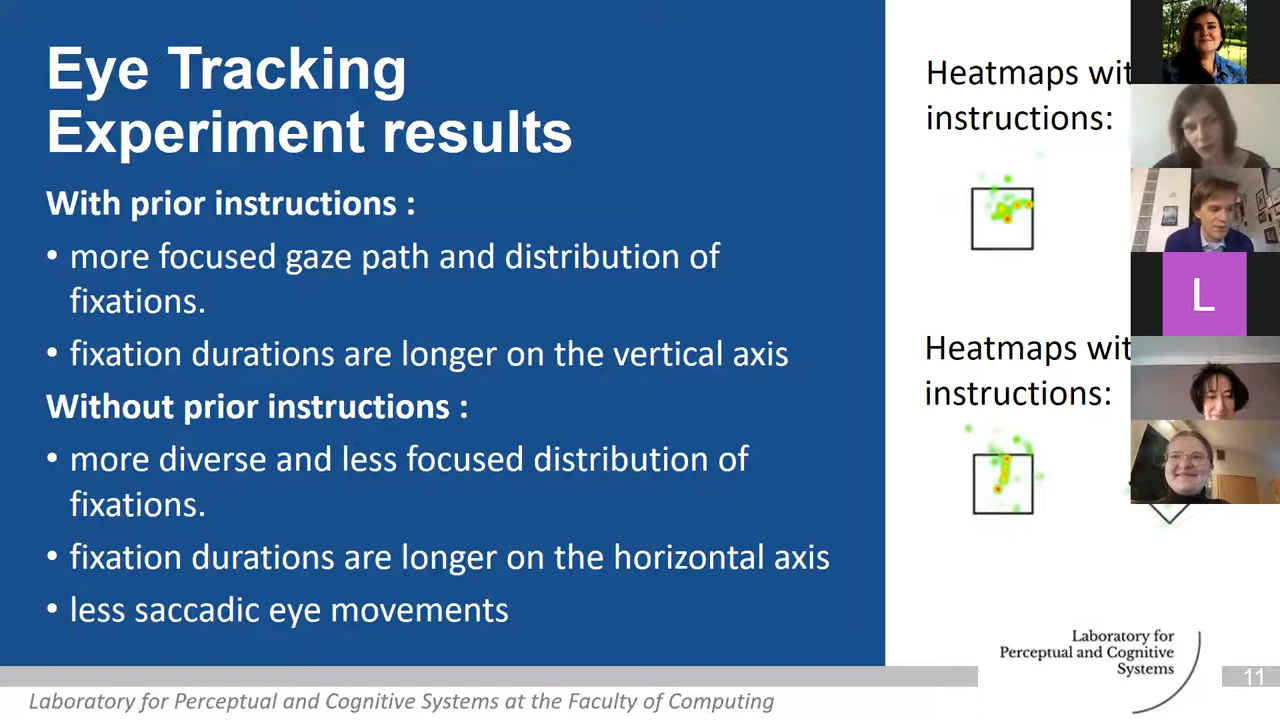 Eye Tracking
Experiment results
With prior instructions :
• more focused gaze path and distribution of
fixations.
• fixation durations are longer on the vertical axis
Without prior instructions :
• more diverse and less focused distribution of
fixations.
• fixation durations are longer on the horizontal axis
• less saccadic eye movements
Heatmaps wit
instructions:
Heatmaps wit
instructions:
L
Laboratory for
Perceptual and Cognitive
Systems
11
Laboratory for Perceptual and Cognitive Systems at the Faculty of Computing